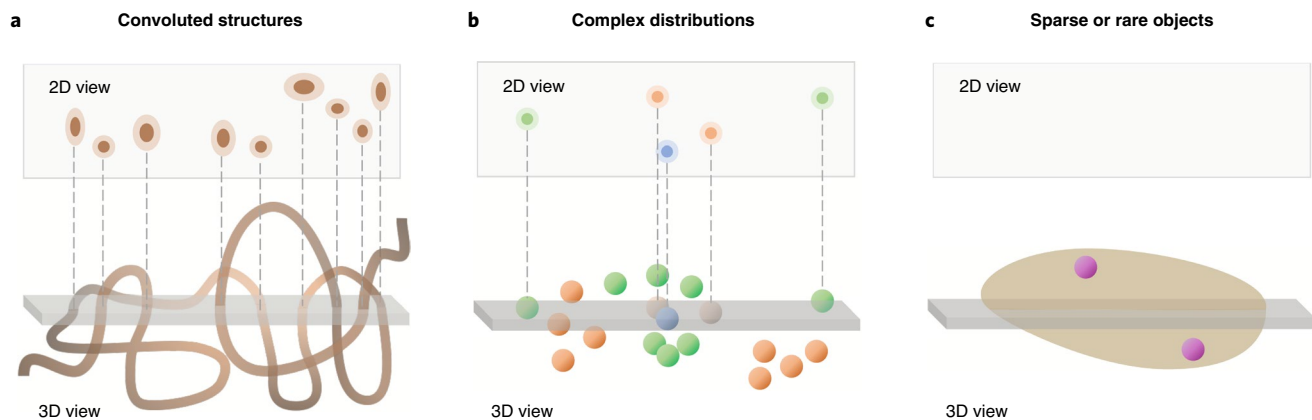 a Convoluted structures
2D view
3D view
b Complex distributions
2D view
3D view
c Sparse or rare objects
2D view
3D view